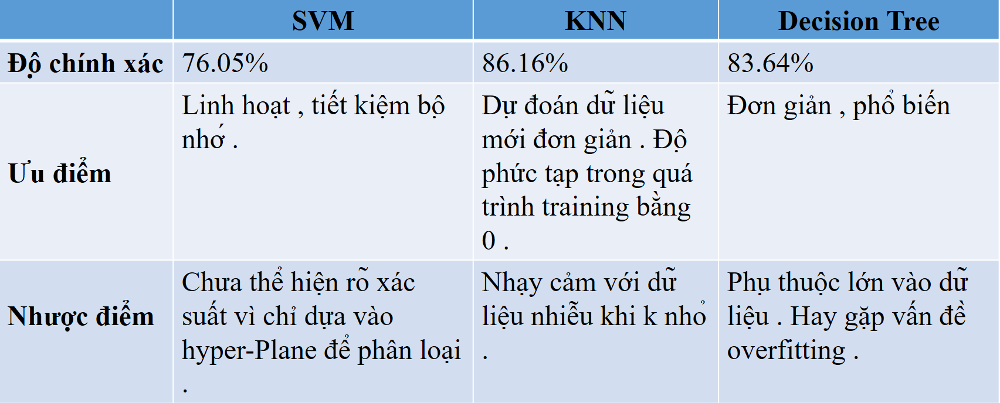 SVM KNN Decision Tree
Độ chính xác 76.05% 86.16% 83.64%
Ưu điểm
Linh hoạt , tiết kiệm bộ
nhớ .
Dự đoán dữ liệu
mới đơn giản . Độ
phức tạp trong quá
trình training bằng
0 .
Đơn giản , phổ biến
Nhược điểm
Chưa thể hiện rõ xác
suất vì chỉ dựa vào
hyper-Plane để phân loại
.
Nhạy cảm với dữ
liệu nhiễu khi k nhỏ
.
Phụ thuộc lớn vào dữ
liệu . Hay gặp vấn đề
overfitting .